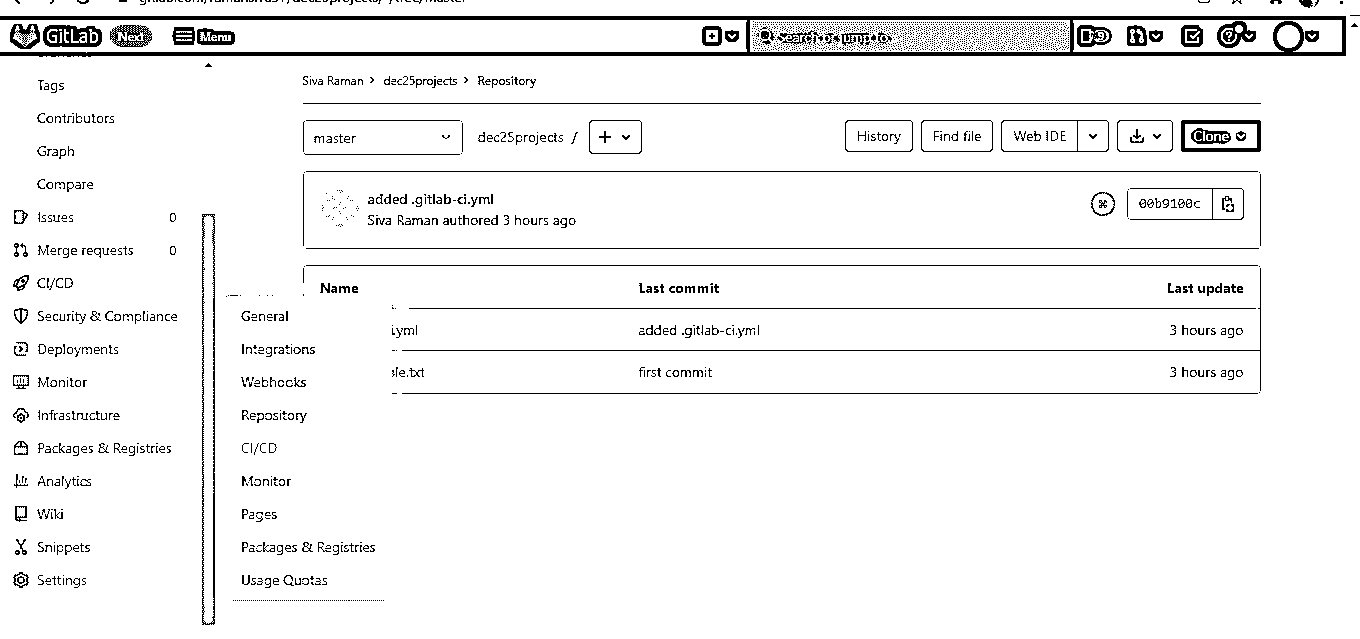 GitLab Next Menu Search or jump to
Siva Raman > dec25projects > Repository
Tags
Contributors
Graph
Compare
Issues 0
Merge requests 0
CI/CD
Security & Compliance
Deployments
Monitor
Infrastructure
Packages & Registries
Analytics
Wiki
Snippets
Settings
General
Integrations
Webhooks
Repository
CI/CD
Monitor
Pages
Packages & Registries
Usage Quotas
master dec25projects / + History Find file Web IDE Clone
added .gitlab-ci.yml
Siva Raman authored 3 hours ago
00b9100c
Name Last commit Last update
.yml added .gitlab-ci.yml 3 hours ago
le.txt first commit 3 hours ago